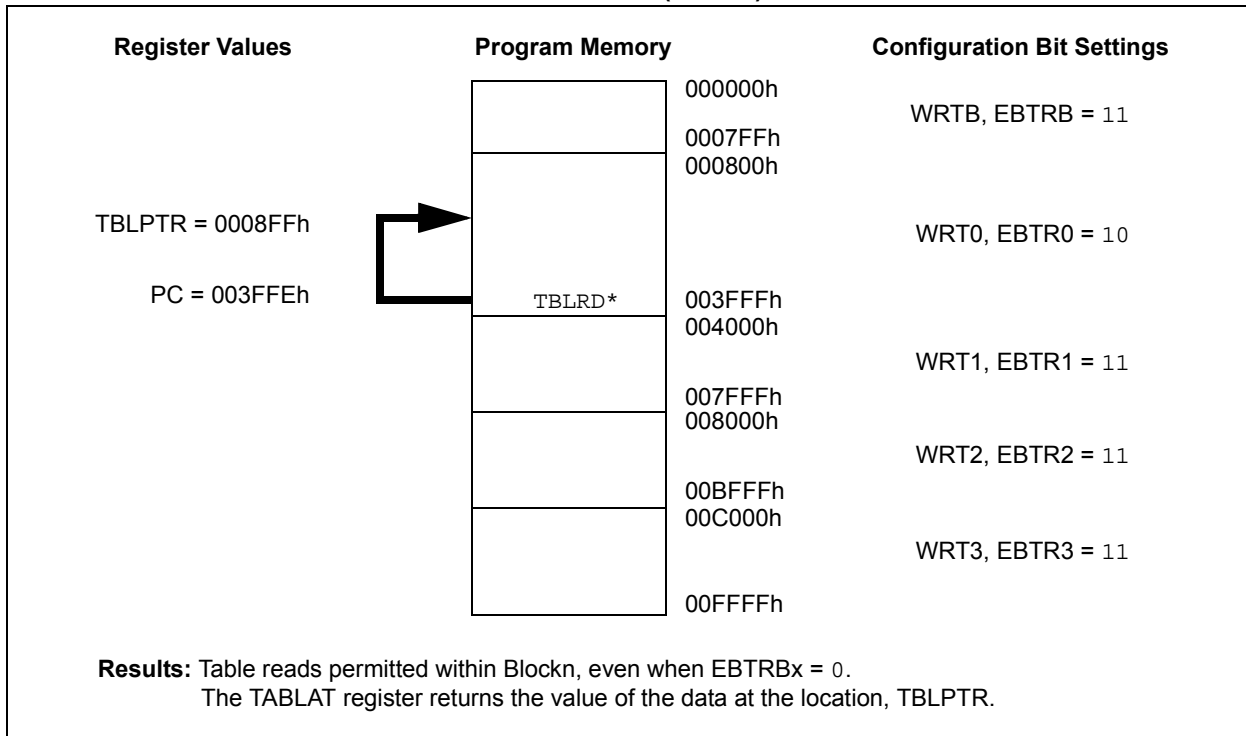 Register Values
Program Memory
Configuration Bit Settings
000000h
WRTB, EBTRB = 11
0007FFh
000800h
TBLPTR = 0008FFh
WRT0, EBTR0 = 10
PC = 003FFEh
TBLRD*
003FFFh
004000h
WRT1, EBTR1 = 11
007FFFh
008000h
WRT2, EBTR2 = 11
00BFFFh
00C000h
WRT3, EBTR3 = 11
00FFFFh
Results: Table reads permitted within Blockn, even when EBTRBx = 0.
The TABLAT register returns the value of the data at the location, TBLPTR.